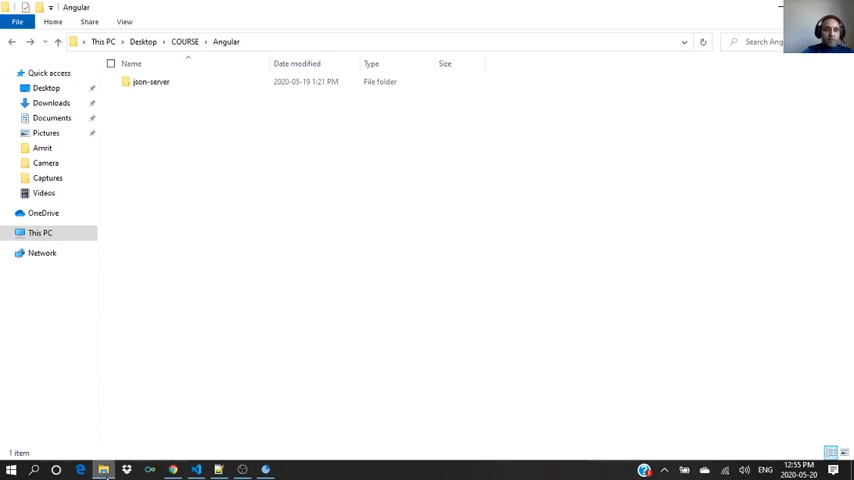 Angular
File Home Share View
This PC Desktop COURSE Angular
Search Ang
Name Date modified Type Size
json-server 2020-05-19 1:21 PM File folder
Quick access
Desktop
Downloads
Documents
Pictures
Amrit
Camera
Captures
Videos
OneDrive
This PC
Network
1 item
ENG
12:55 PM
2020-05-20